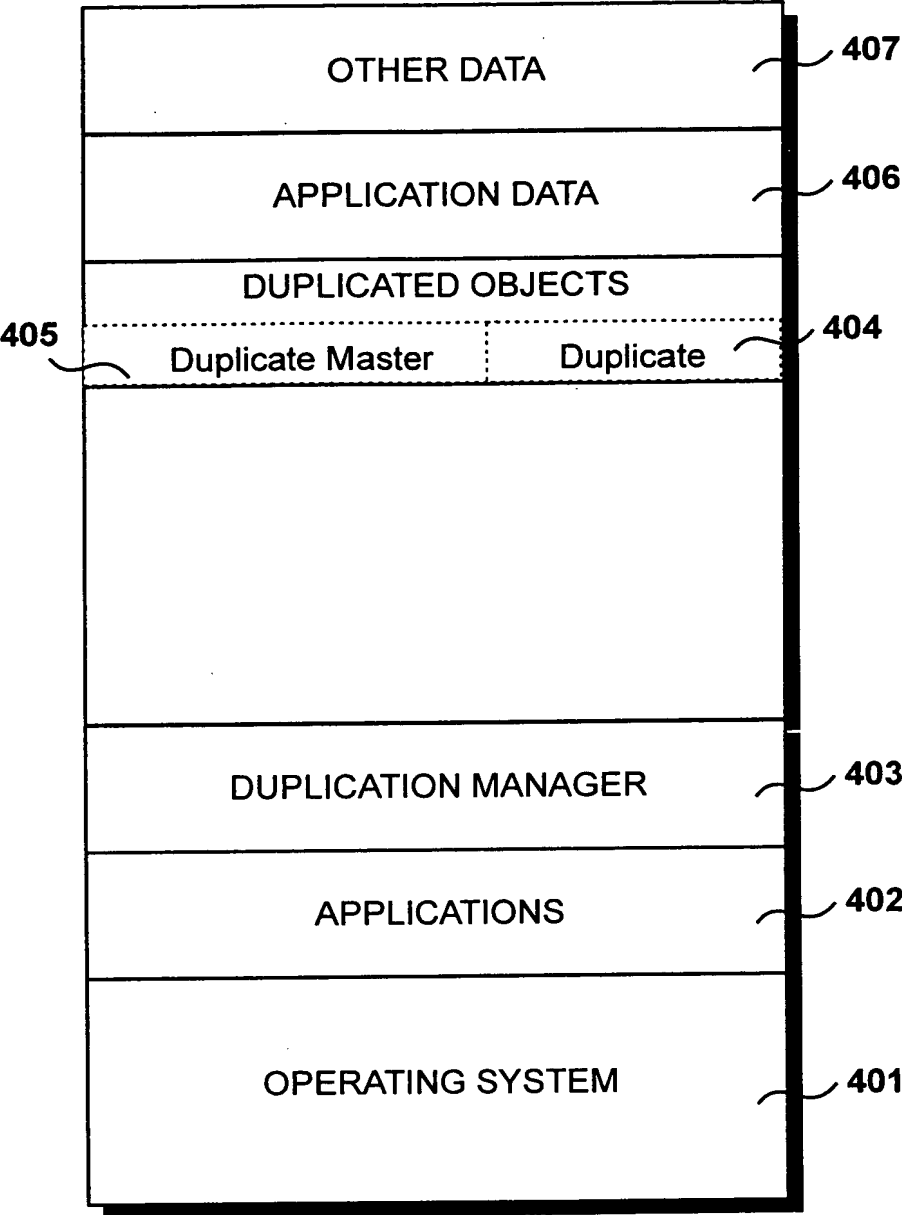 OTHER DATA 407
APPLICATION DATA 406
DUPLICATED OBJECTS
405 Duplicate Master Duplicate 404
DUPLICATION MANAGER 403
APPLICATIONS 402
OPERATING SYSTEM 401